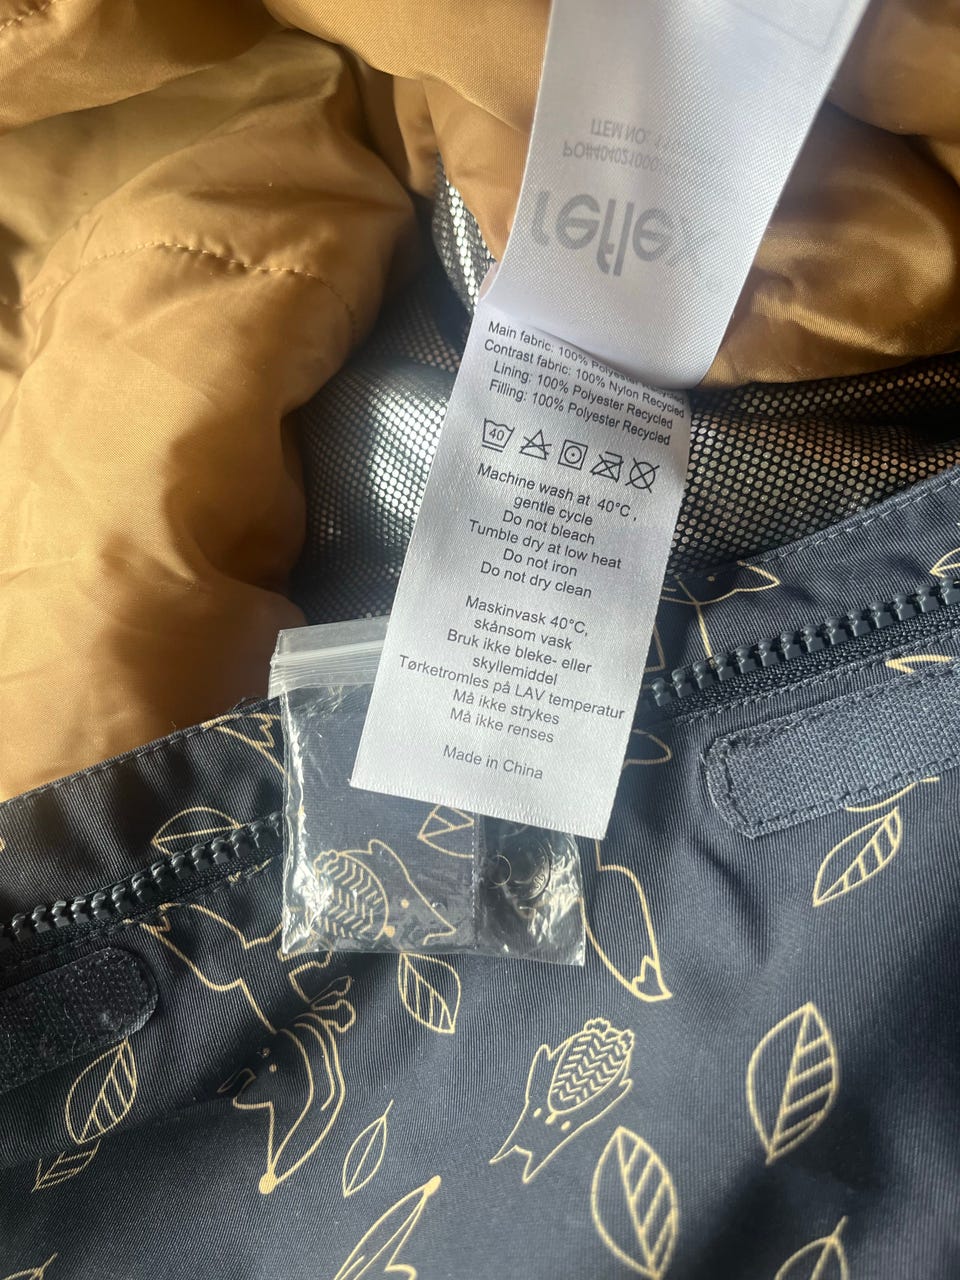 ITEM NO.
reflex
Main fabric: 100% Polyester Recycled
Contrast fabric: 100% Nylon Recycled
Lining: 100% Polyester Recycled
Filling: 100% Polyester Recycled
40
Machine wash at 40°C,
gentle cycle
Do not bleach
Tumble dry at low heat
Do not iron
Do not dry clean
Maskinvask 40°C,
skånsom vask
Bruk ikke bleke- eller
skyllemiddel
Tørketromles på LAV temperatur
Må ikke strykes
Må ikke renses
Made in China